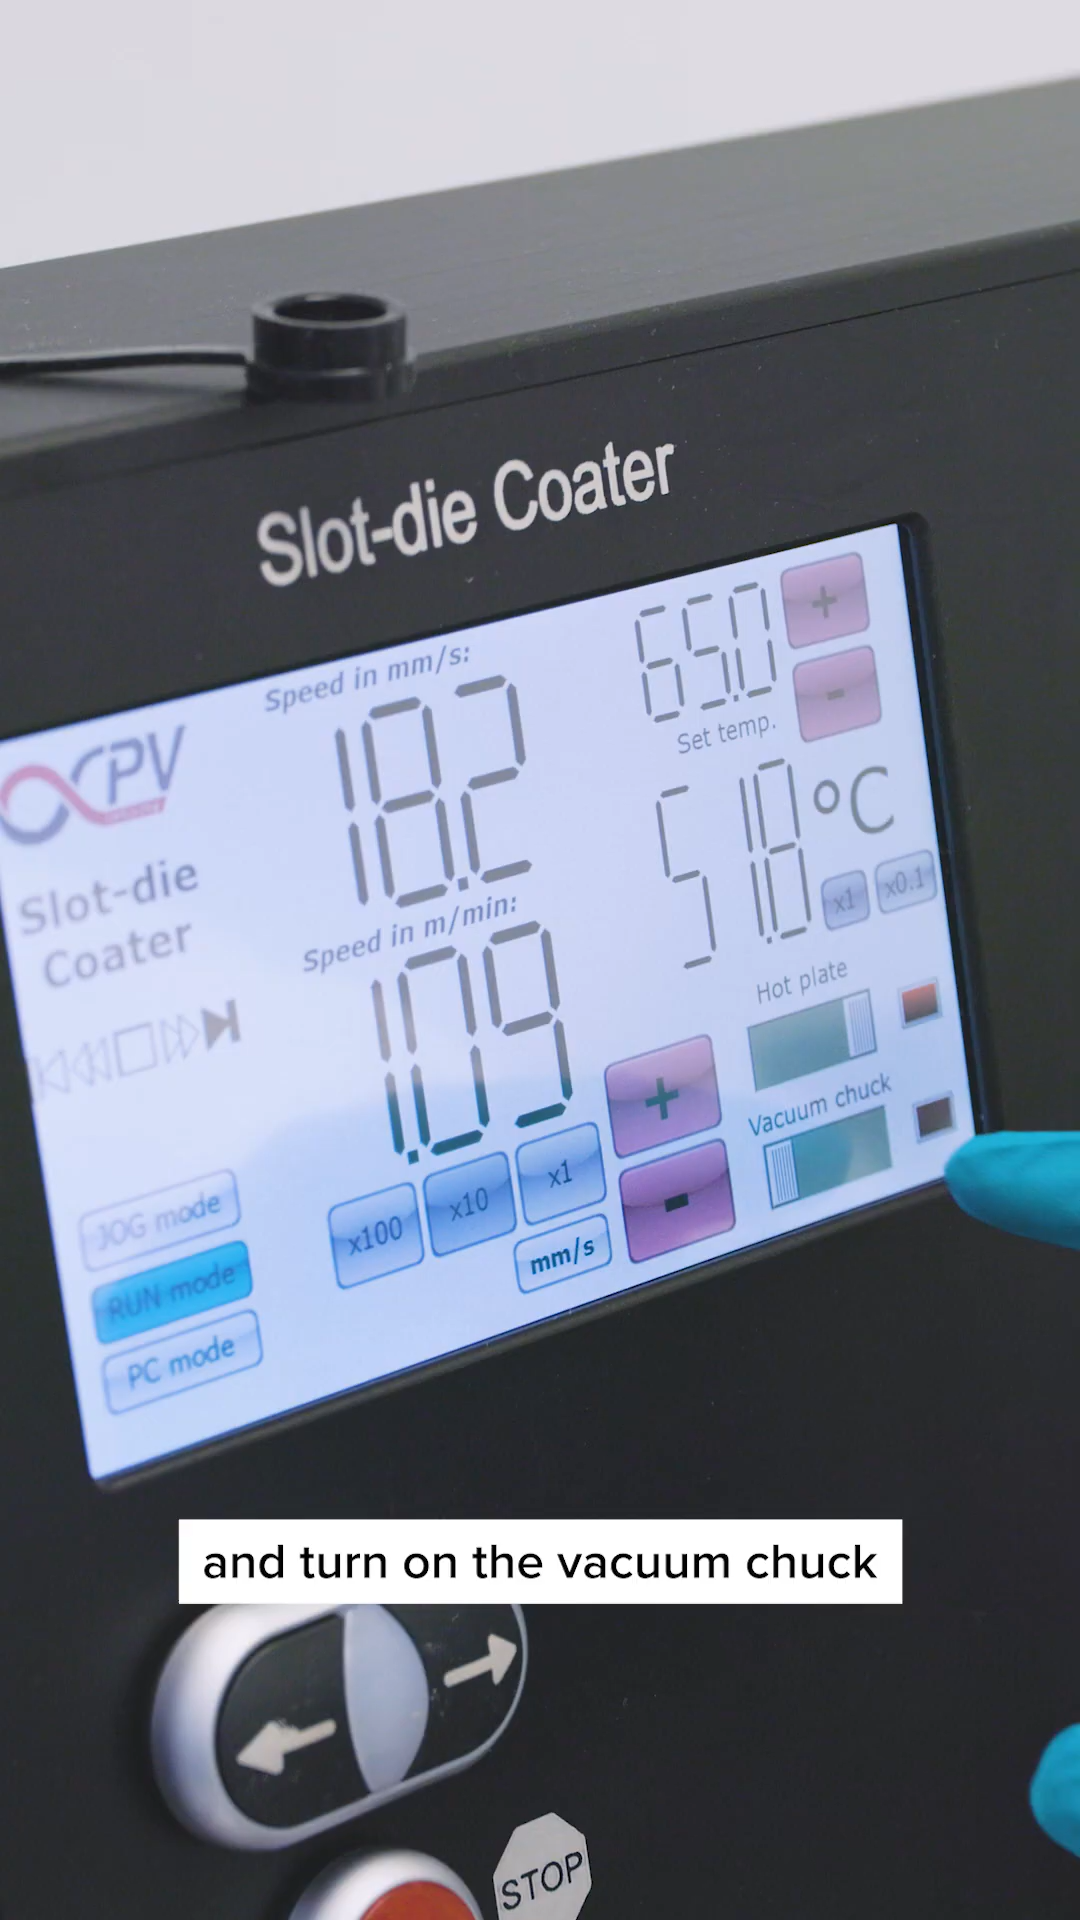 Slot-die Coater
Speed in mm/s:
18.2
65.0
+
-
Set temp.
CPV
Slot-die
Coater
51.0 °C
x1
x0.1
Speed in m/min:
1.09
Hot plate
Vacuum chuck
+
-
x100
x10
x1
mm/s
JOG mode
RUN mode
PC mode
and turn on the vacuum chuck
STOP